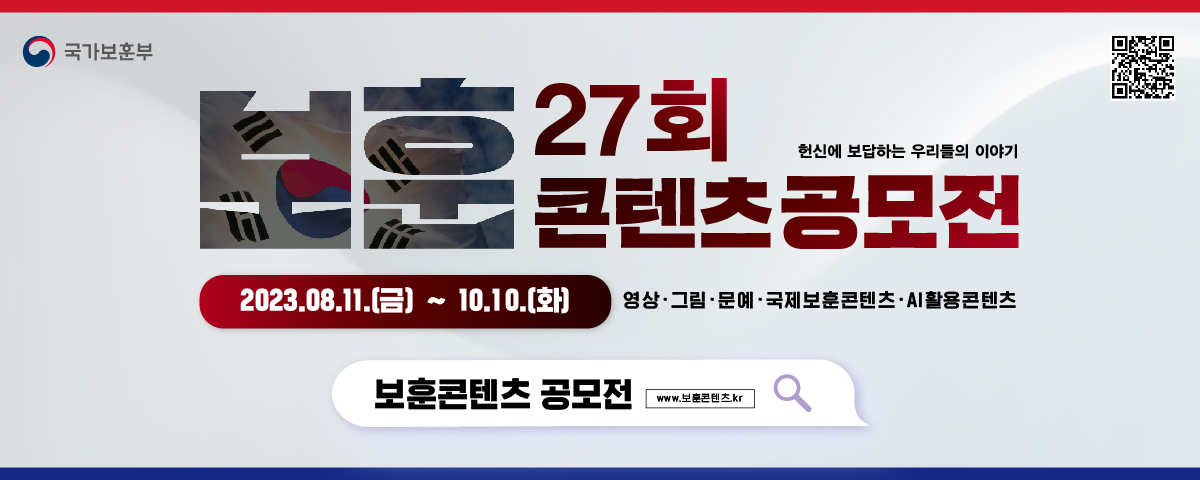 국가보훈부
보훈 27회
헌신에 보답하는 우리들의 이야기
콘텐츠공모전
2023.08.11.(금) ~ 10.10.(화)
영상·그림·문예·국제보훈콘텐츠·AI활용콘텐츠
보훈콘텐츠 공모전
www.보훈콘텐츠.kr